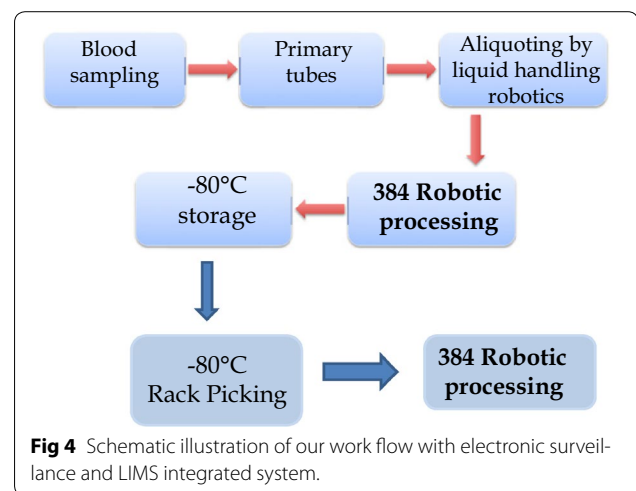 Blood
sampling
Primary
tubes
Aliquoting by
liquid handling
robotics
384 Robotic
processing
-80°C
storage
-80°C
Rack Picking
384 Robotic
processing
Fig 4 Schematic illustration of our work flow with electronic surveil-
lance and LIMS integrated system.